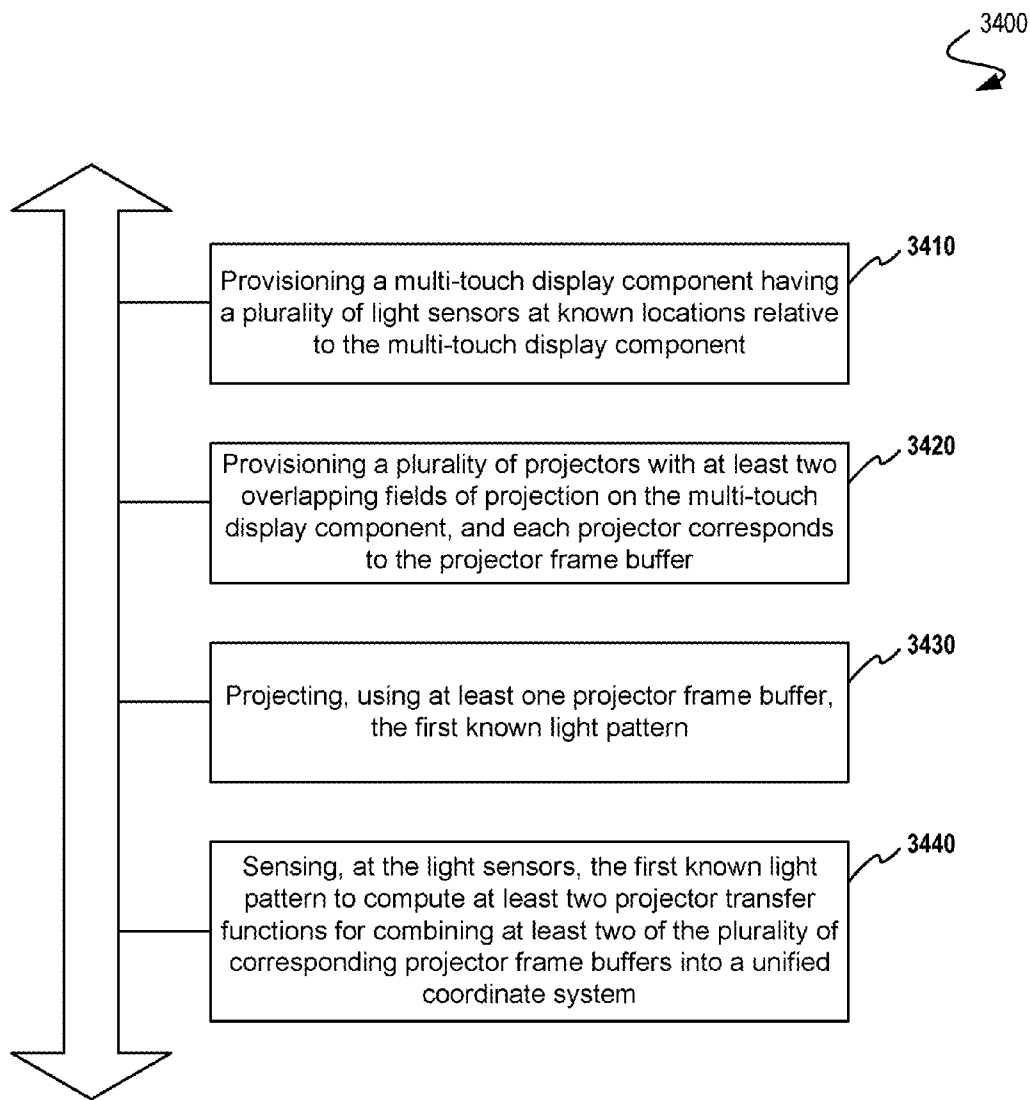 3400
3410
Provisioning a multi-touch display component having
a plurality of light sensors at known locations relative
to the multi-touch display component
3420
Provisioning a plurality of projectors with at least two
overlapping fields of projection on the multi-touch
display component, and each projector corresponds
to the projector frame buffer
3430
Projecting, using at least one projector frame buffer,
the first known light pattern
3440
Sensing, at the light sensors, the first known light
pattern to compute at least two projector transfer
functions for combining at least two of the plurality of
corresponding projector frame buffers into a unified
coordinate system